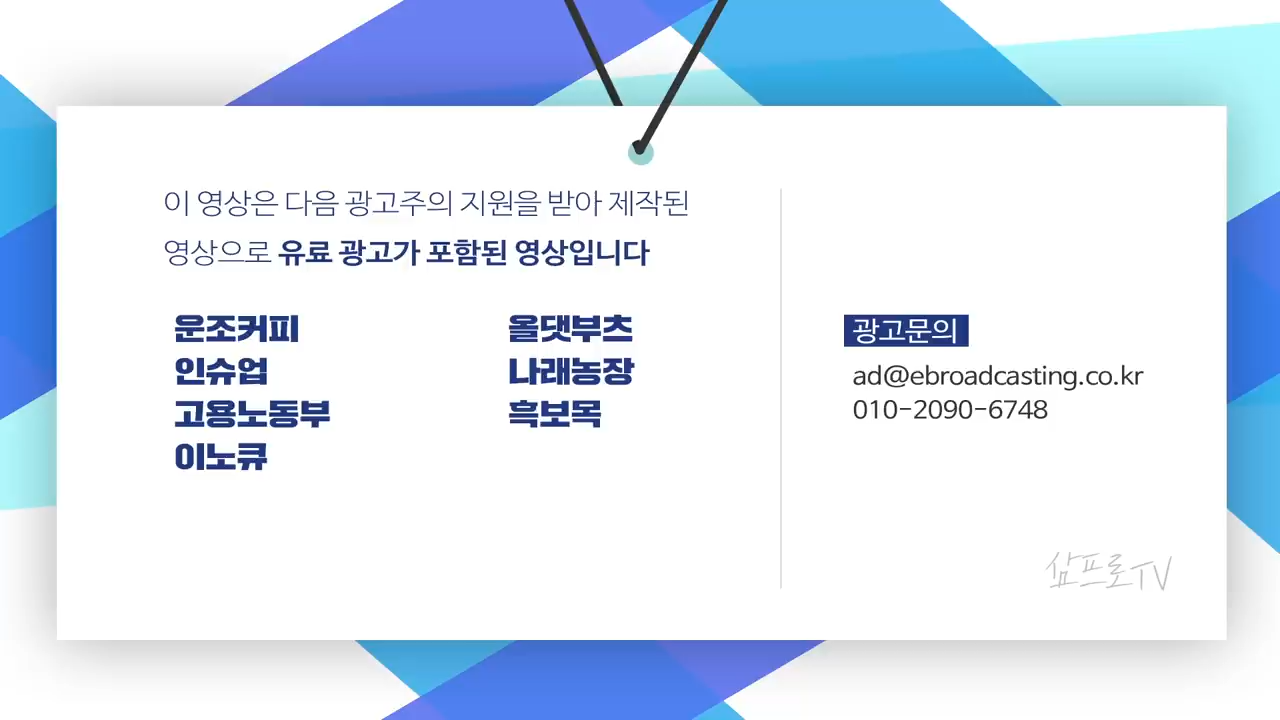 이 영상은 다음 광고주의 지원을 받아 제작된
영상으로 유료 광고가 포함된 영상입니다
운조커피
인슈업
고용노동부
이노큐
올댓부츠
나래농장
흑보목
광고문의
ad@ebroadcasting.co.kr
010-2090-6748
삼프로TV